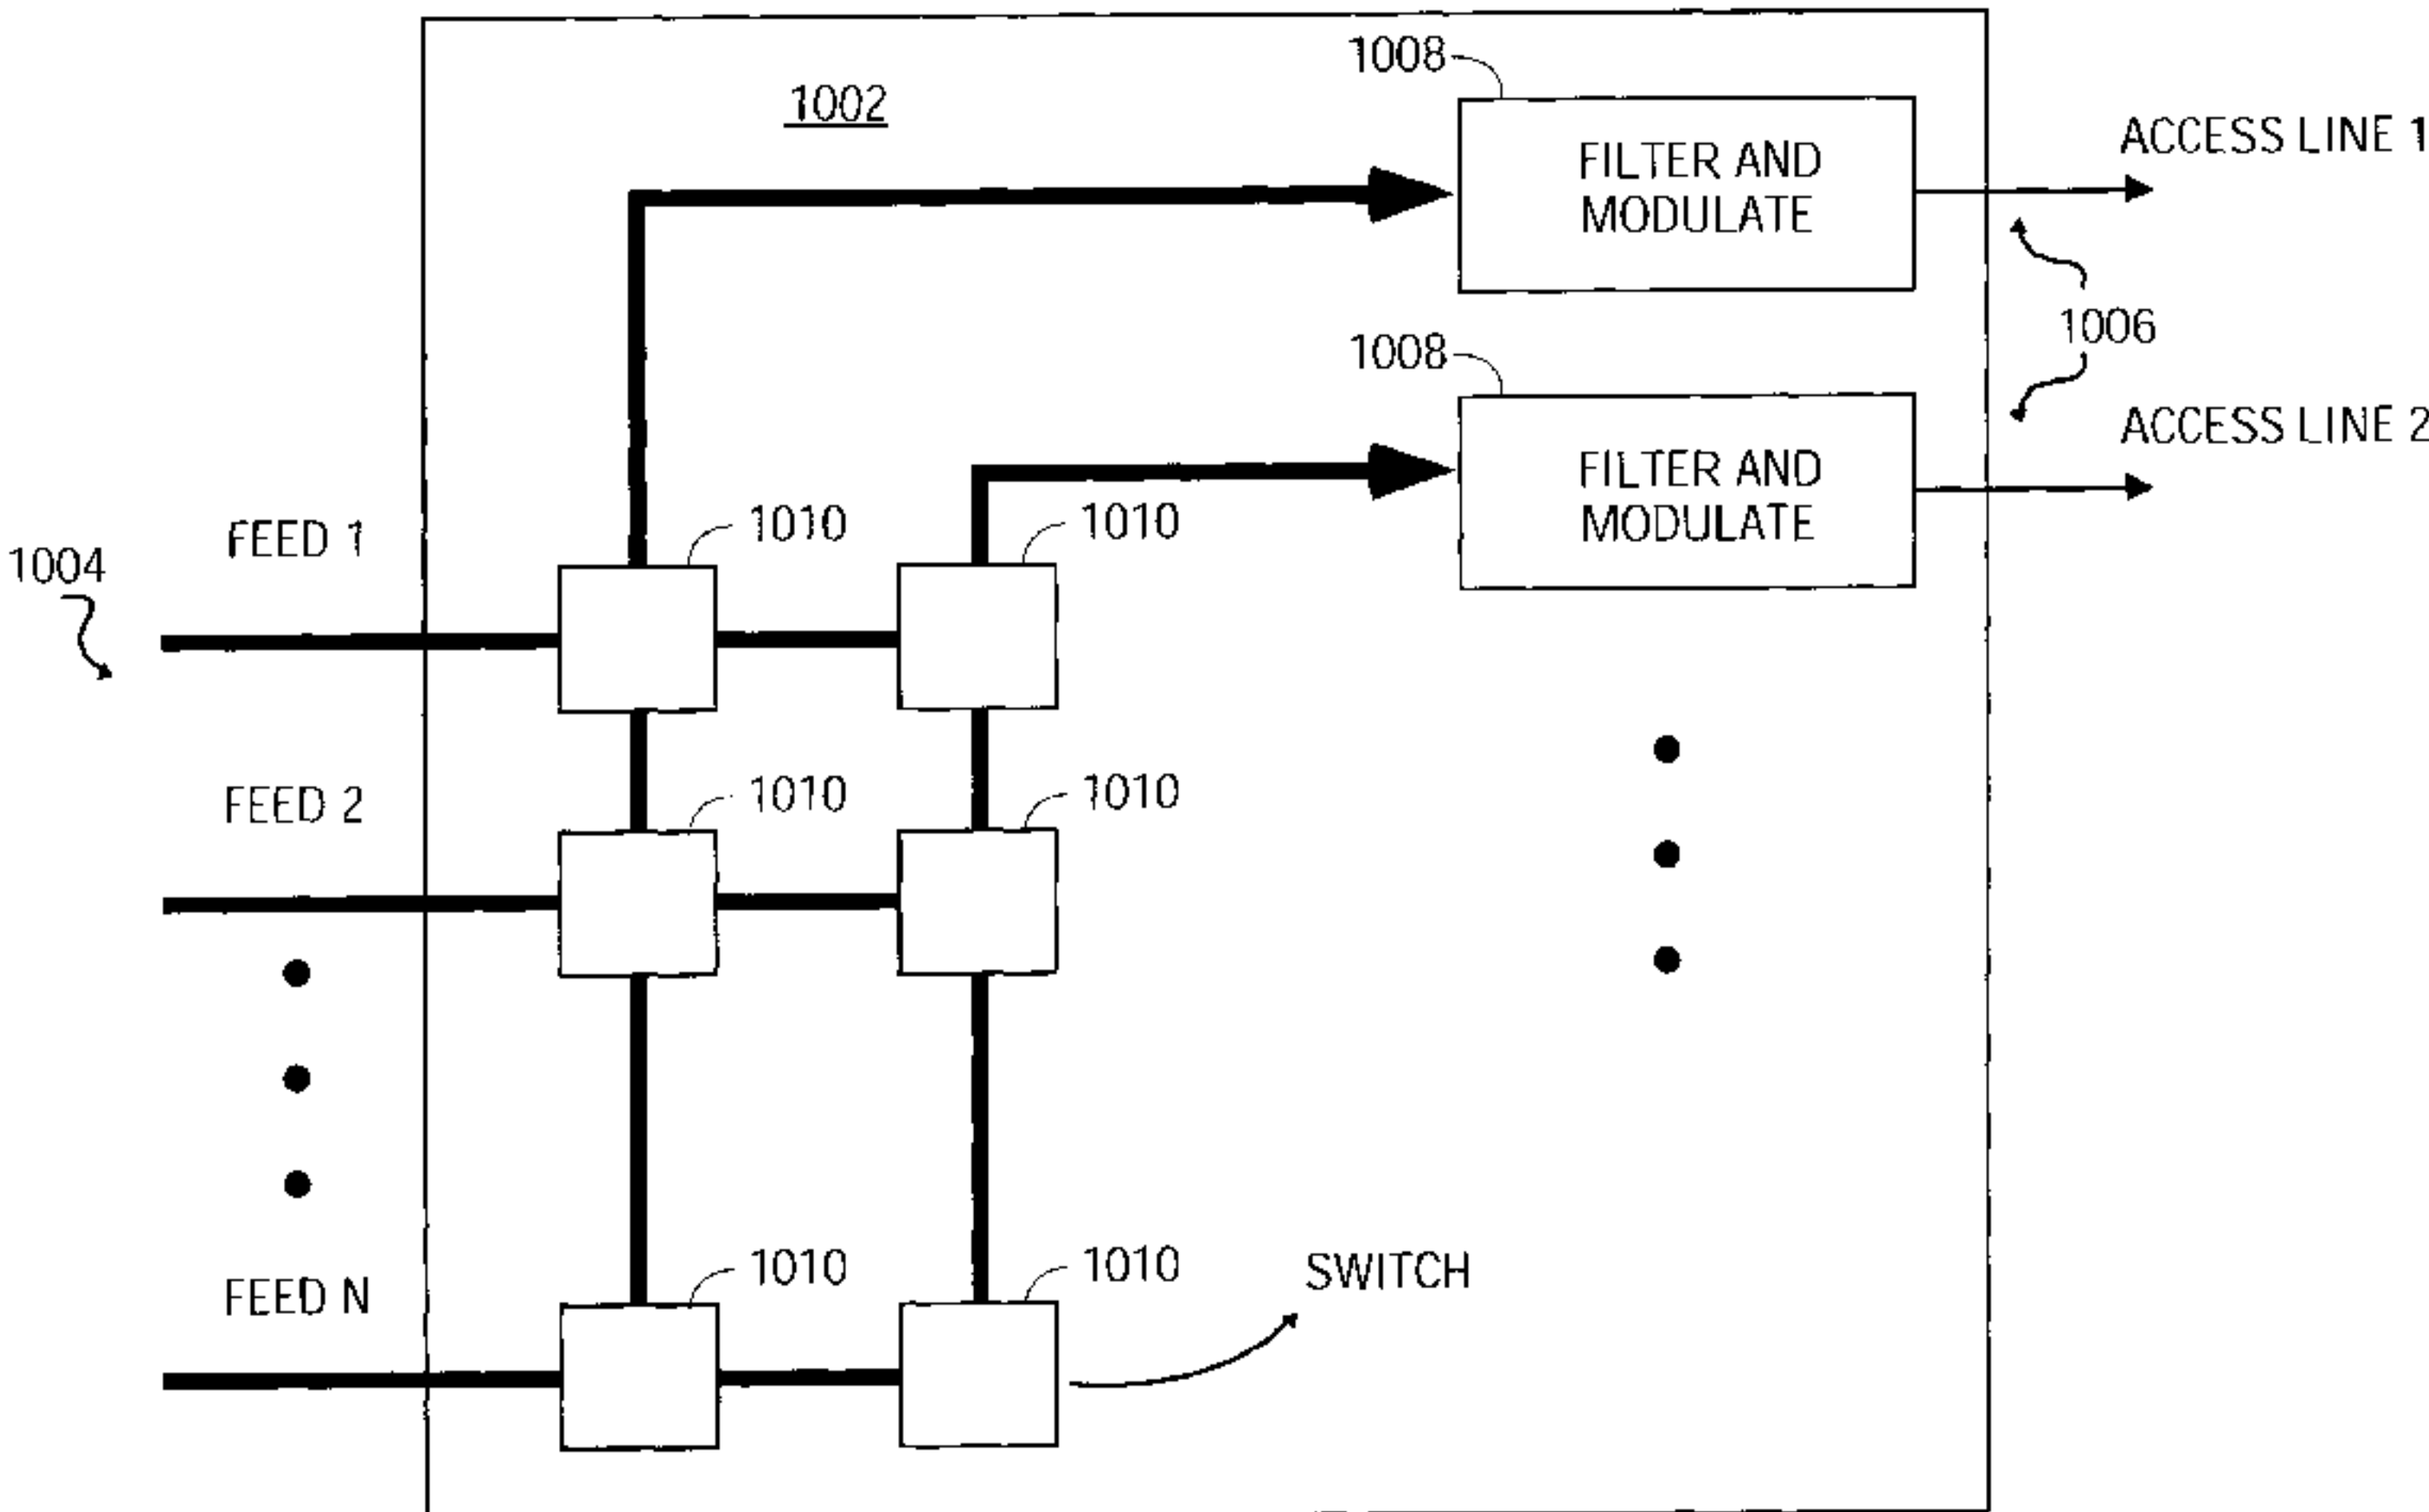 1008
1002
ACCESS LINE 1
FILTER AND
MODULATE
1006
1008
ACCESS LINE 2
FILTER AND
MODULATE
1010
1010
FEED 1
1004
1010
1010
FEED 2
1010
1010
SWITCH
FEED N